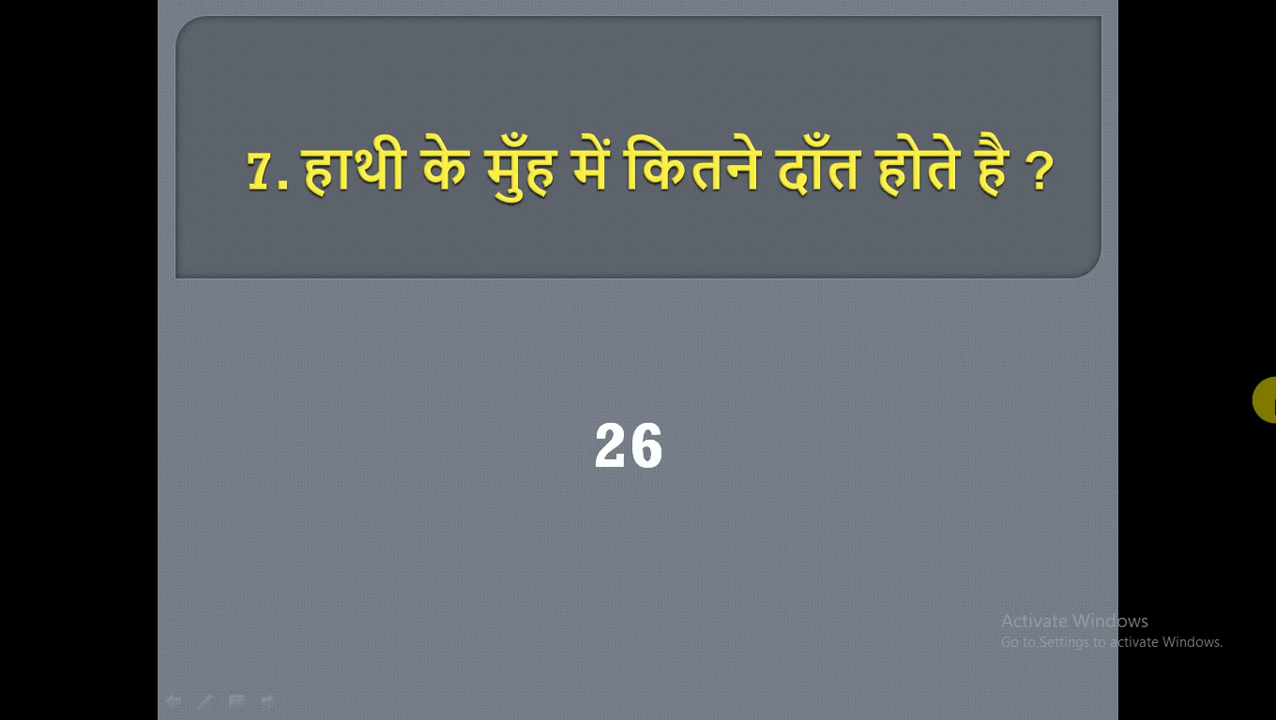 7. हाथी के मुँह में कितने दाँत होते है ?
26
Activate Windows
Go to Settings to activate Windows.